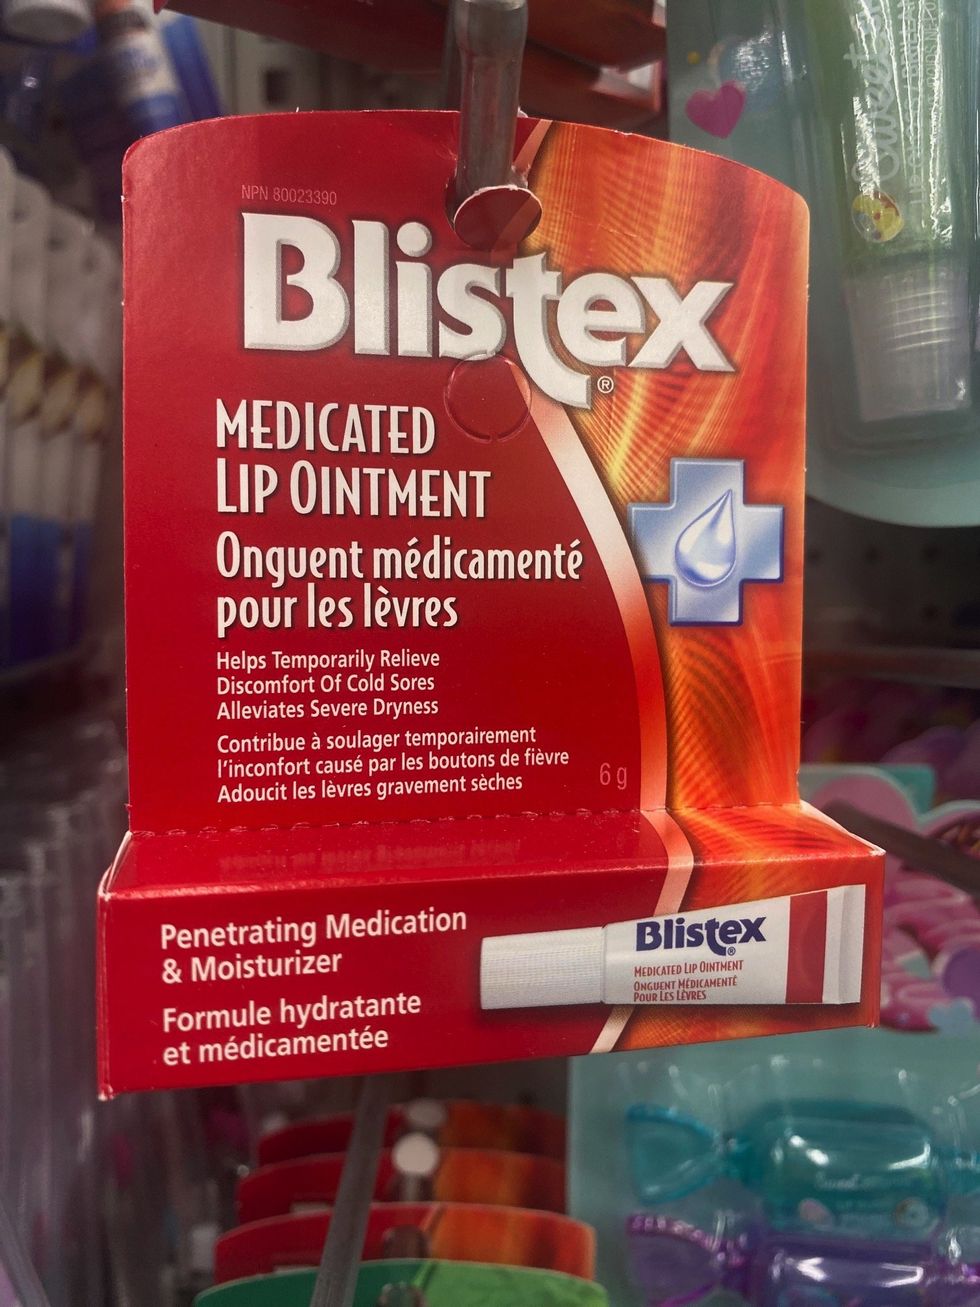 NPN 80023390
Blistex®
MEDICATED
LIP OINTMENT
Onguent médicamenté
pour les lèvres
Helps Temporarily Relieve
Discomfort Of Cold Sores
Alleviates Severe Dryness
Contribue à soulager temporairement
l'inconfort causé par les boutons de fièvre
Adoucit les lèvres gravement sèches
6 g
Penetrating Medication
& Moisturizer
Formule hydratante
et médicamentée
Blistex®
MEDICATED LIP OINTMENT
ONGUENT MÉDICAMENTÉ
POUR LES LÈVRES
Sweet